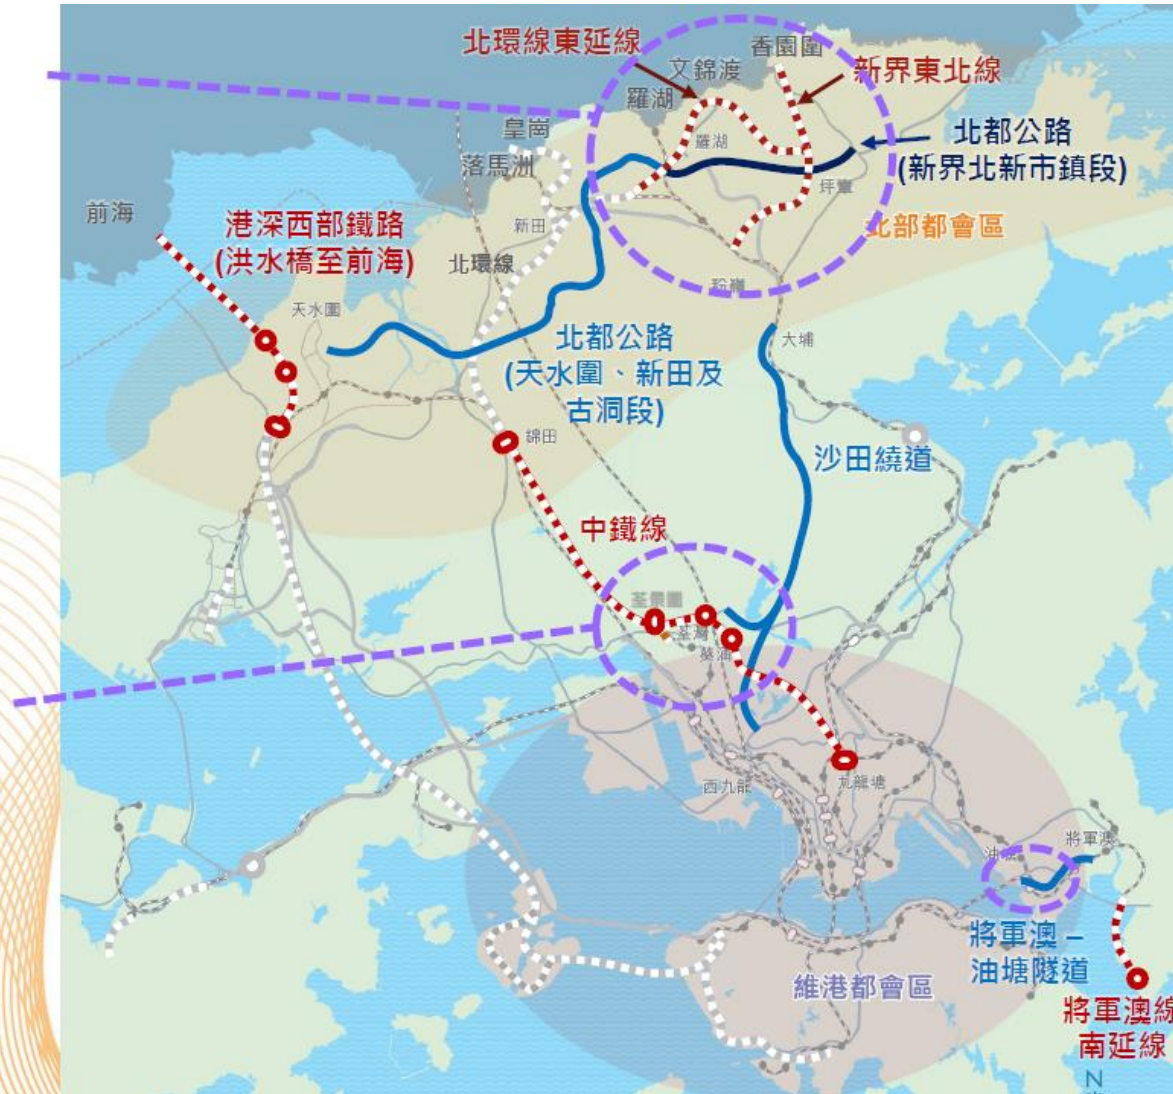 北環線東延線
香園圍
文錦渡
新界東北線
羅湖
皇崗
羅湖
北都公路
(新界北新市鎮段)
落馬洲
坪輋
前海
港深西部鐵路
(洪水橋至前海)
新田
北部都會區
北環線
粉嶺
天水圍
北都公路
(天水圍、新田及
古洞段)
大埔
錦田
沙田繞道
中鐵線
荃景圍
荃灣
葵涌
西九龍
九龍塘
將軍澳
油塘
將軍澳 –
油塘隧道
維港都會區
將軍澳線
南延線
N